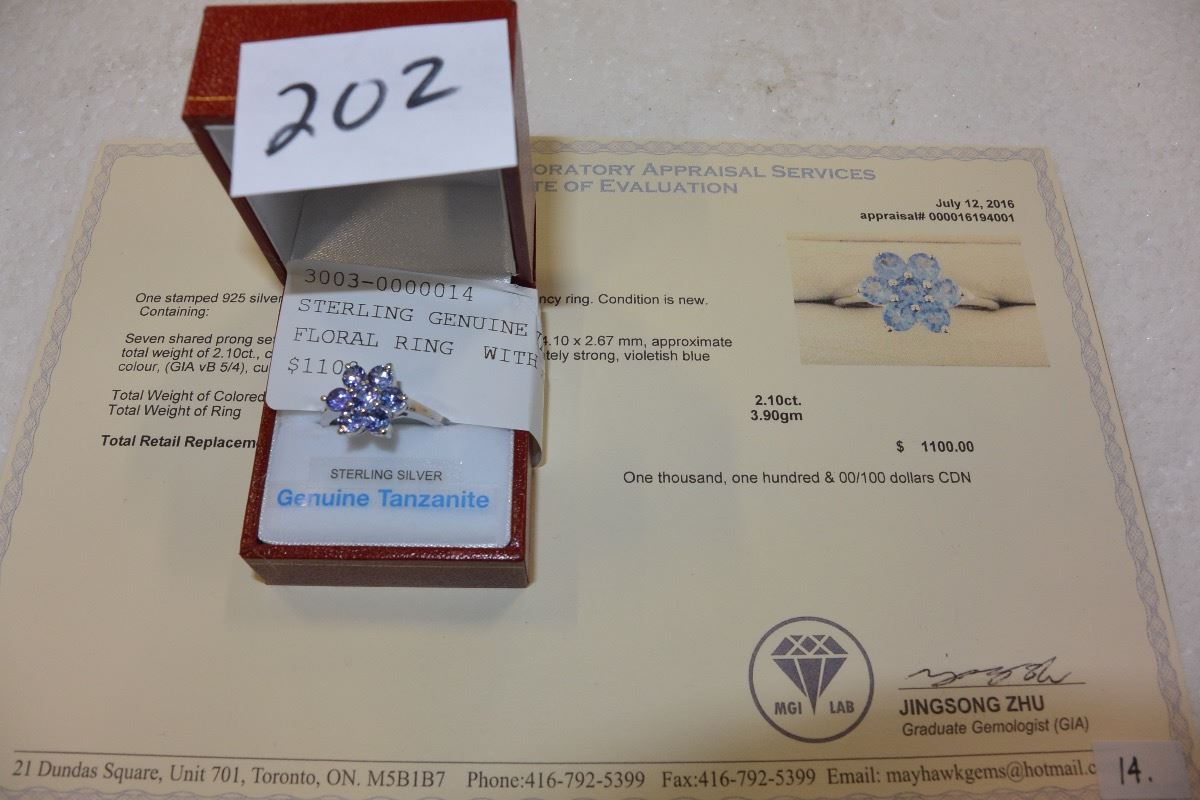 202
ORATORY APPRAISAL SERVICES
TE OF EVALUATION
July 12, 2016
appraisal# 000016194001
3003-0000014
STERLING GENUINE
FLORAL RING WITH
$110
One stamped 925 silver ncy ring. Condition is new.
Containing:
Seven shared prong se 4.10 x 2.67 mm, approximate
total weight of 2.10ct., c tely strong, violetish blue
colour, (GIA vB 5/4), cu
Total Weight of Colored 2.10ct.
Total Weight of Ring 3.90gm
Total Retail Replacem $ 1100.00
One thousand, one hundred & 00/100 dollars CDN
STERLING SILVER
Genuine Tanzanite
MGI LAB
JINGSONG ZHU
Graduate Gemologist (GIA)
21 Dundas Square, Unit 701, Toronto, ON. M5B1B7 Phone:416-792-5399 Fax:416-792-5399 Email: mayhawkgems@hotmail.c
14.